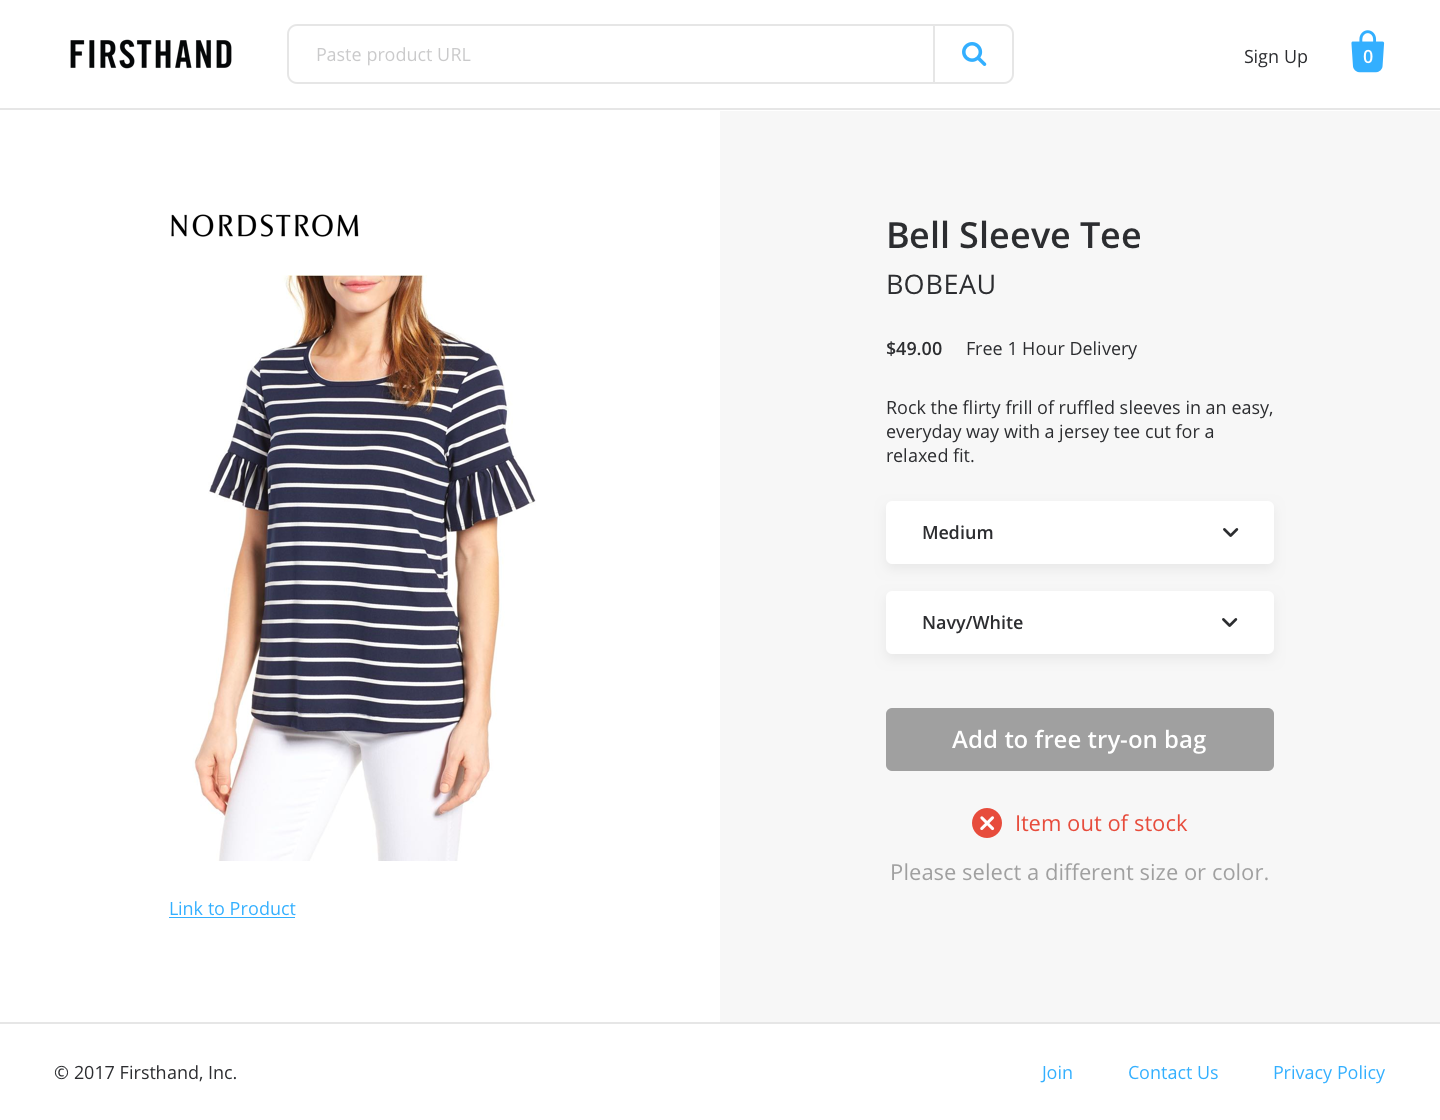 FIRSTHAND
Paste product URL
Sign Up
0
NORDSTROM
Link to Product
Bell Sleeve Tee
BOBEAU
$49.00 Free 1 Hour Delivery
Rock the flirty frill of ruffled sleeves in an easy,
everyday way with a jersey tee cut for a
relaxed fit.
Medium
Navy/White
Add to free try-on bag
Item out of stock
Please select a different size or color.
© 2017 Firsthand, Inc.
Join
Contact Us
Privacy Policy